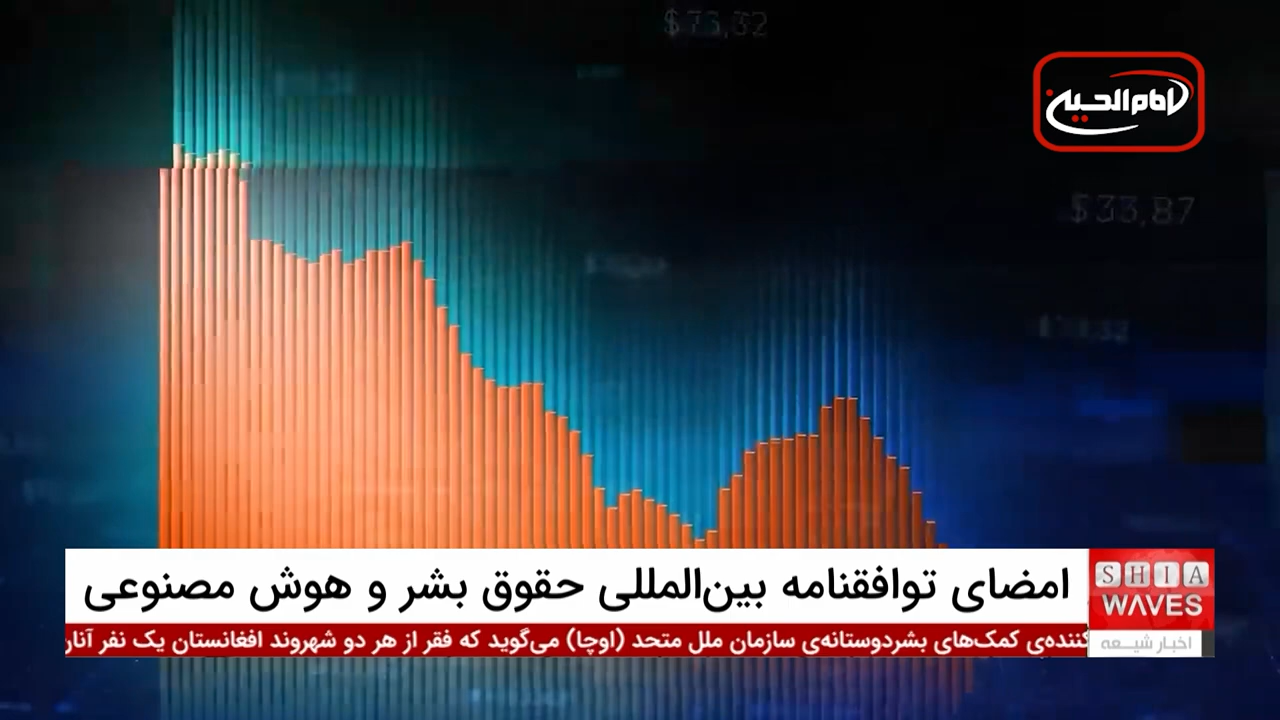 $73,32
امام‌الحسین
$33,87
امضای توافقنامه بین‌المللی حقوق بشر و هوش مصنوعی
SHIA
WAVES
کننده‌ی کمک‌های بشردوستانه‌ی سازمان ملل متحد (اوچا) می‌گوید که فقر از هر دو شهروند افغانستان یک نفر آنان
اخبار شیعه